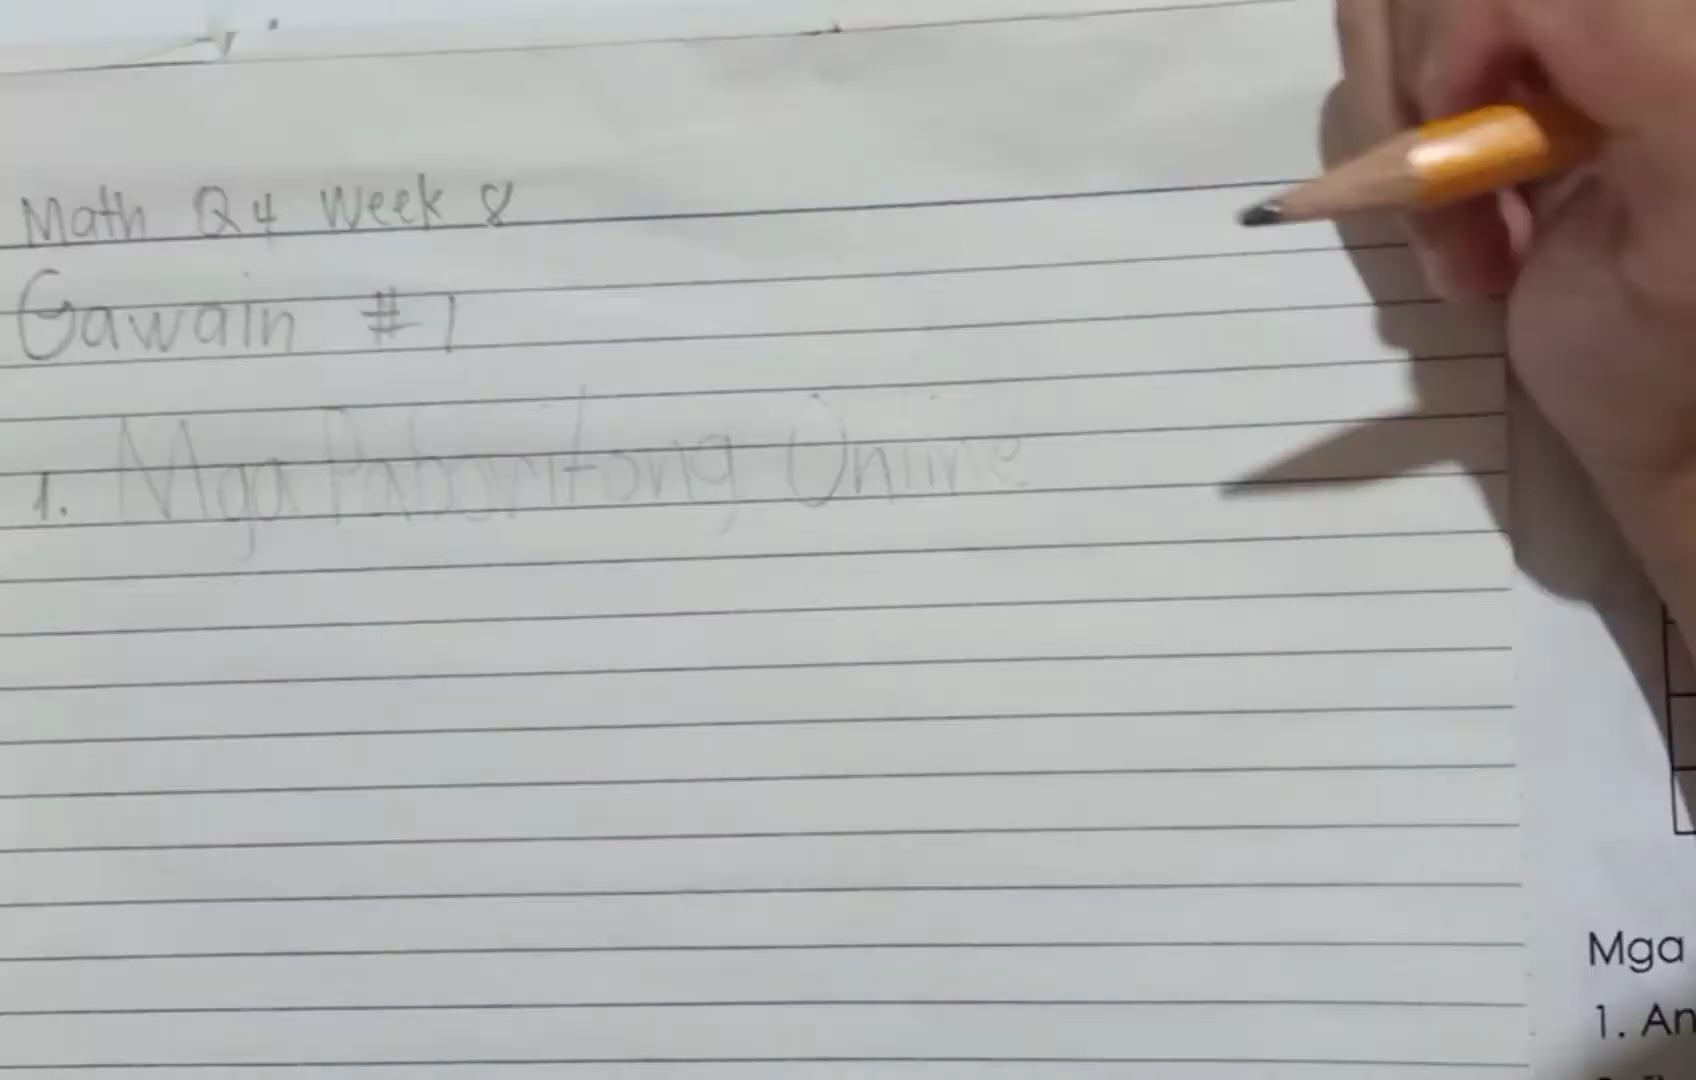 Math Q4 Week 8
Gawain #1
1. Mga Paboritong Online
Mga
1. An